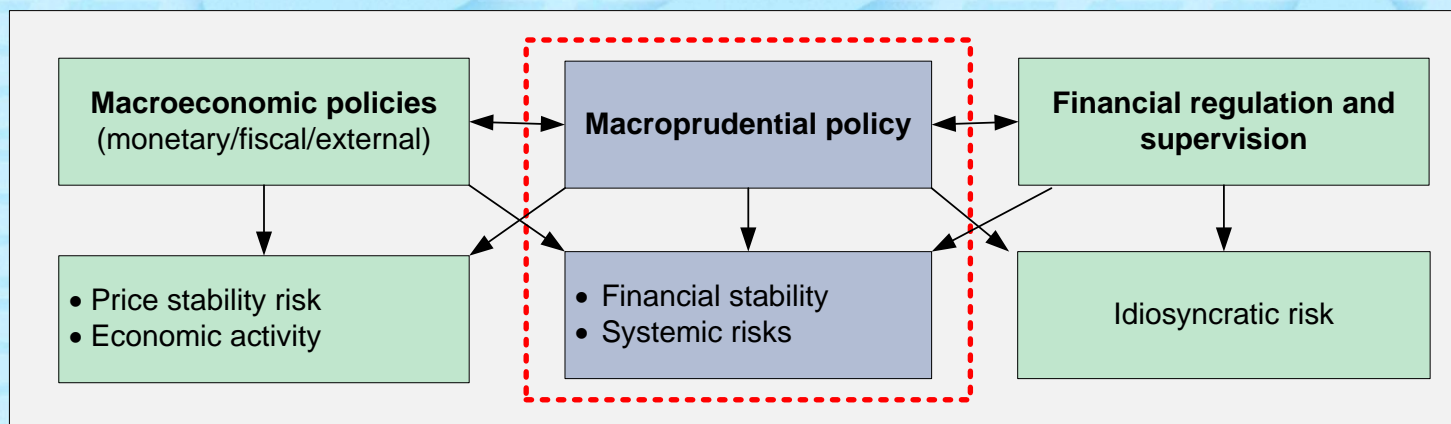 Macroeconomic policies
(monetary/fiscal/external)
Macroprudential policy
Financial regulation and
supervision
• Price stability risk
• Economic activity
• Financial stability
• Systemic risks
Idiosyncratic risk